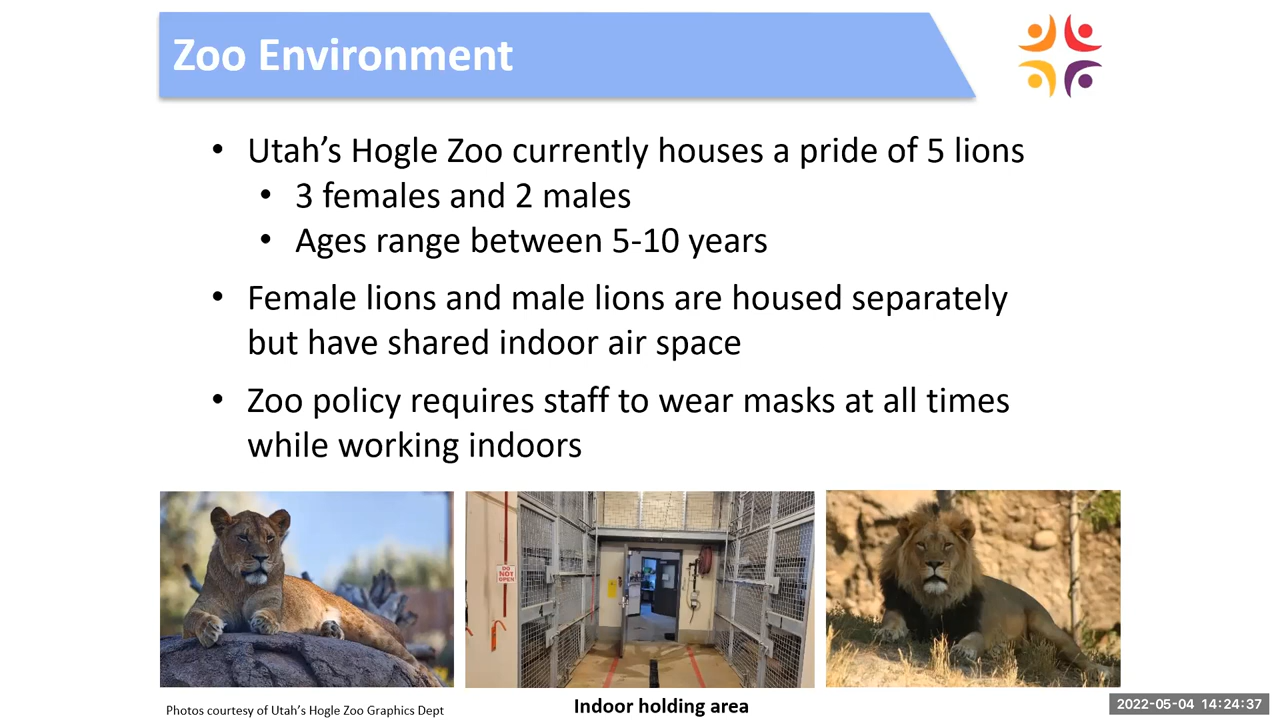 Zoo Environment
• Utah's Hogle Zoo currently houses a pride of 5 lions
• 3 females and 2 males
• Ages range between 5-10 years
• Female lions and male lions are housed separately
but have shared indoor air space
• Zoo policy requires staff to wear masks at all times
while working indoors
DO
NOT
OPEN
Photos courtesy of Utah's Hogle Zoo Graphics Dept
Indoor holding area
2022-05-04 14:24:37